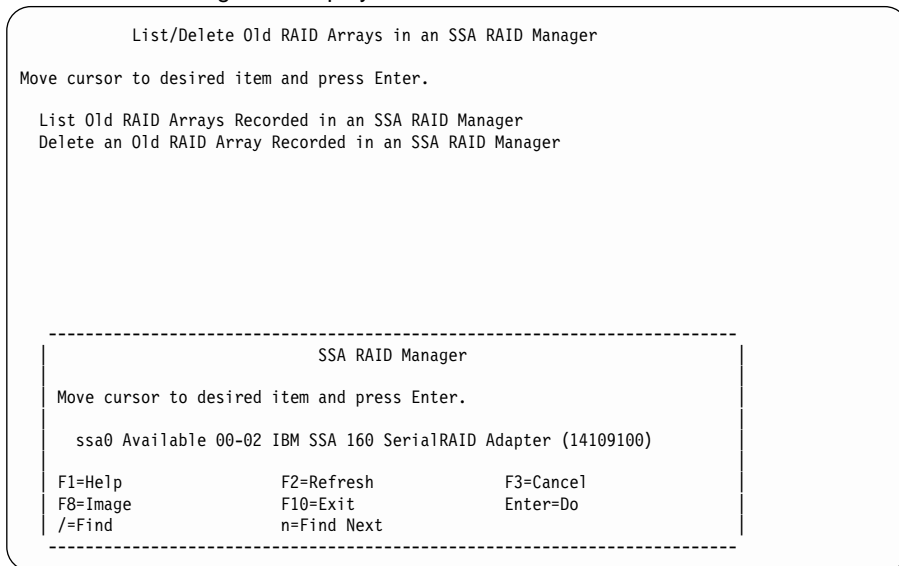 List/Delete Old RAID Arrays in an SSA RAID Manager
Move cursor to desired item and press Enter.
List Old RAID Arrays Recorded in an SSA RAID Manager
Delete an Old RAID Array Recorded in an SSA RAID Manager
SSA RAID Manager
Move cursor to desired item and press Enter.
ssa0 Available 00-02 IBM SSA 160 SerialRAID Adapter (14109100)
F1=Help F2=Refresh F3=Cancel
F8=Image F10=Exit Enter=Do
/=Find n=Find Next